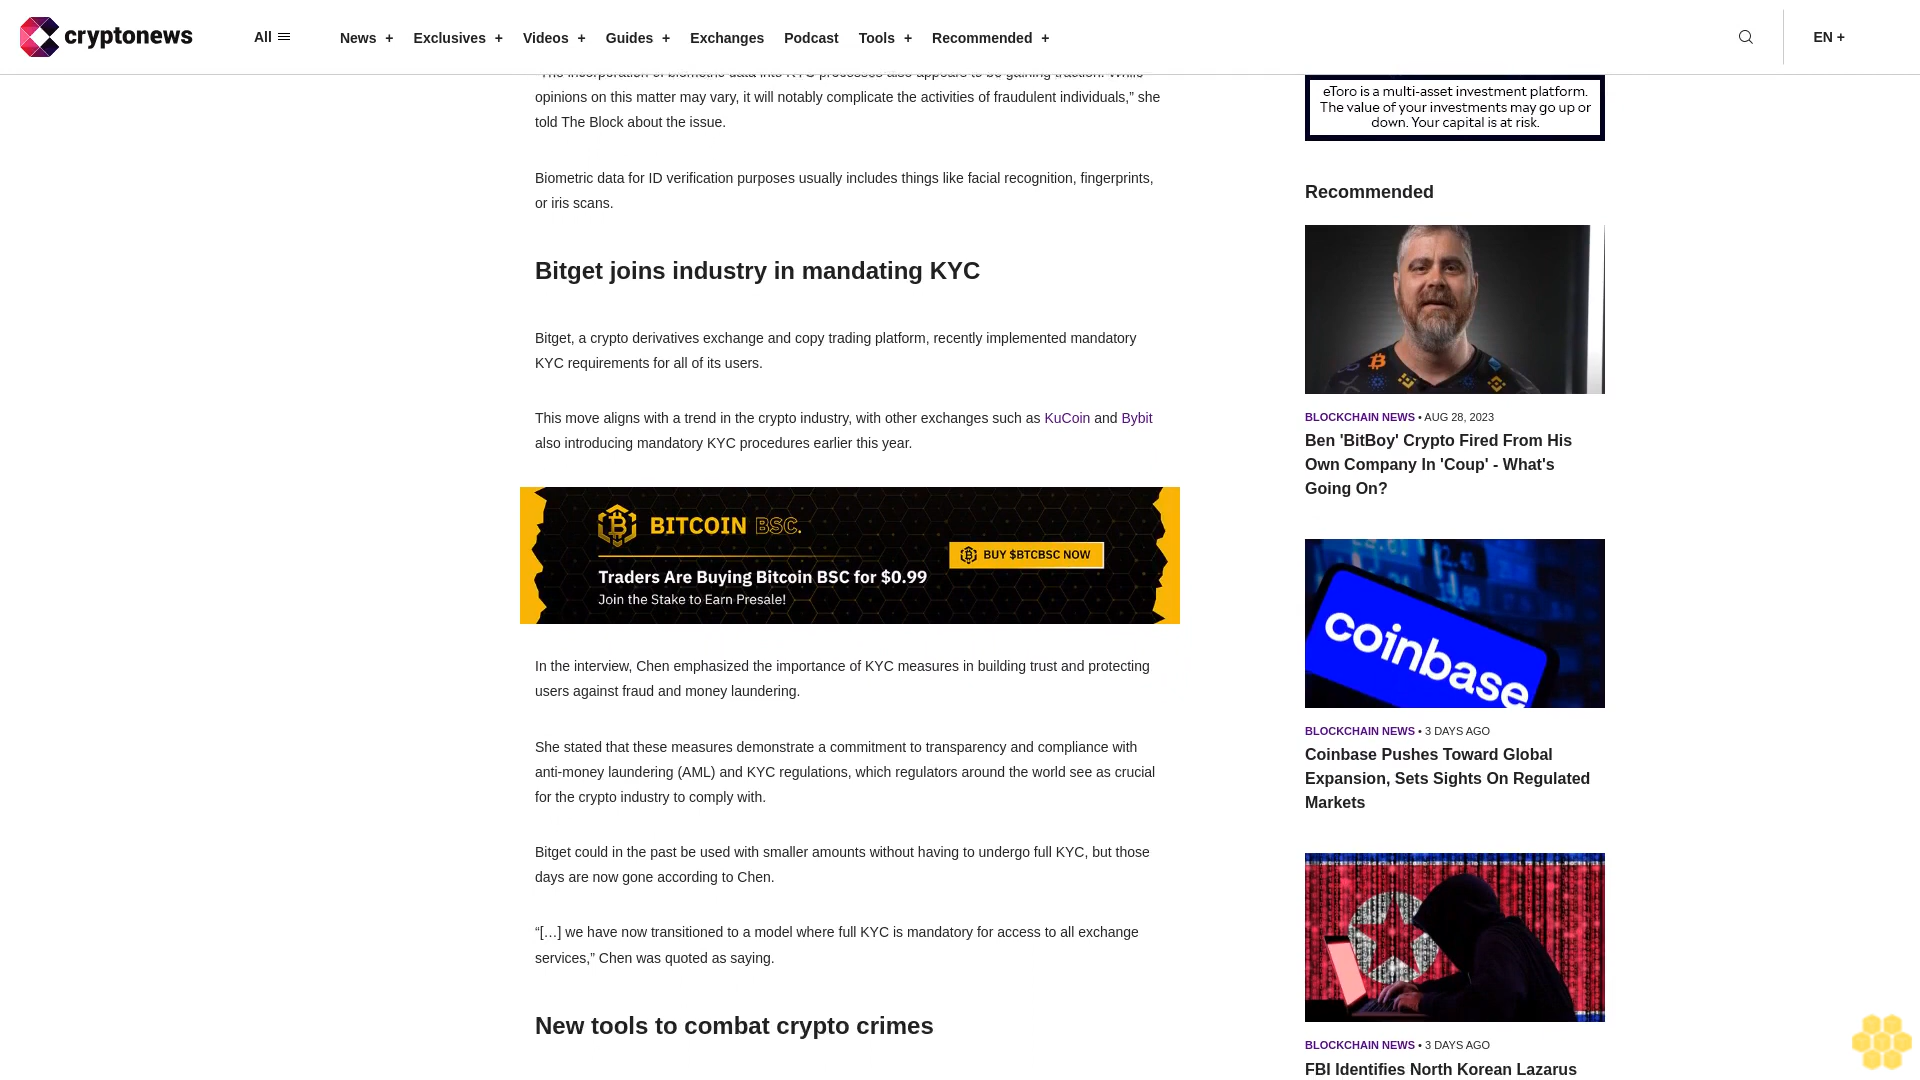 cryptonews
All
News +
Exclusives +
Videos +
Guides +
Exchanges
Podcast
Tools +
Recommended +
EN +
“The incorporation of biometric data into KYC processes also appears to be gaining traction. While
opinions on this matter may vary, it will notably complicate the activities of fraudulent individuals,” she
told The Block about the issue.
Biometric data for ID verification purposes usually includes things like facial recognition, fingerprints,
or iris scans.
Bitget joins industry in mandating KYC
Bitget, a crypto derivatives exchange and copy trading platform, recently implemented mandatory
KYC requirements for all of its users.
This move aligns with a trend in the crypto industry, with other exchanges such as KuCoin and Bybit
also introducing mandatory KYC procedures earlier this year.
BITCOIN BSC.
Traders Are Buying Bitcoin BSC for $0.99
Join the Stake to Earn Presale!
BUY $BTCBSC NOW
In the interview, Chen emphasized the importance of KYC measures in building trust and protecting
users against fraud and money laundering.
She stated that these measures demonstrate a commitment to transparency and compliance with
anti-money laundering (AML) and KYC regulations, which regulators around the world see as crucial
for the crypto industry to comply with.
Bitget could in the past be used with smaller amounts without having to undergo full KYC, but those
days are now gone according to Chen.
“[…] we have now transitioned to a model where full KYC is mandatory for access to all exchange
services,” Chen was quoted as saying.
New tools to combat crypto crimes
eToro is a multi-asset investment platform.
The value of your investments may go up or
down. Your capital is at risk.
Recommended
BLOCKCHAIN NEWS • AUG 28, 2023
Ben 'BitBoy' Crypto Fired From His
Own Company In 'Coup' - What's
Going On?
coinbase
BLOCKCHAIN NEWS • 3 DAYS AGO
Coinbase Pushes Toward Global
Expansion, Sets Sights On Regulated
Markets
BLOCKCHAIN NEWS • 3 DAYS AGO
FBI Identifies North Korean Lazarus